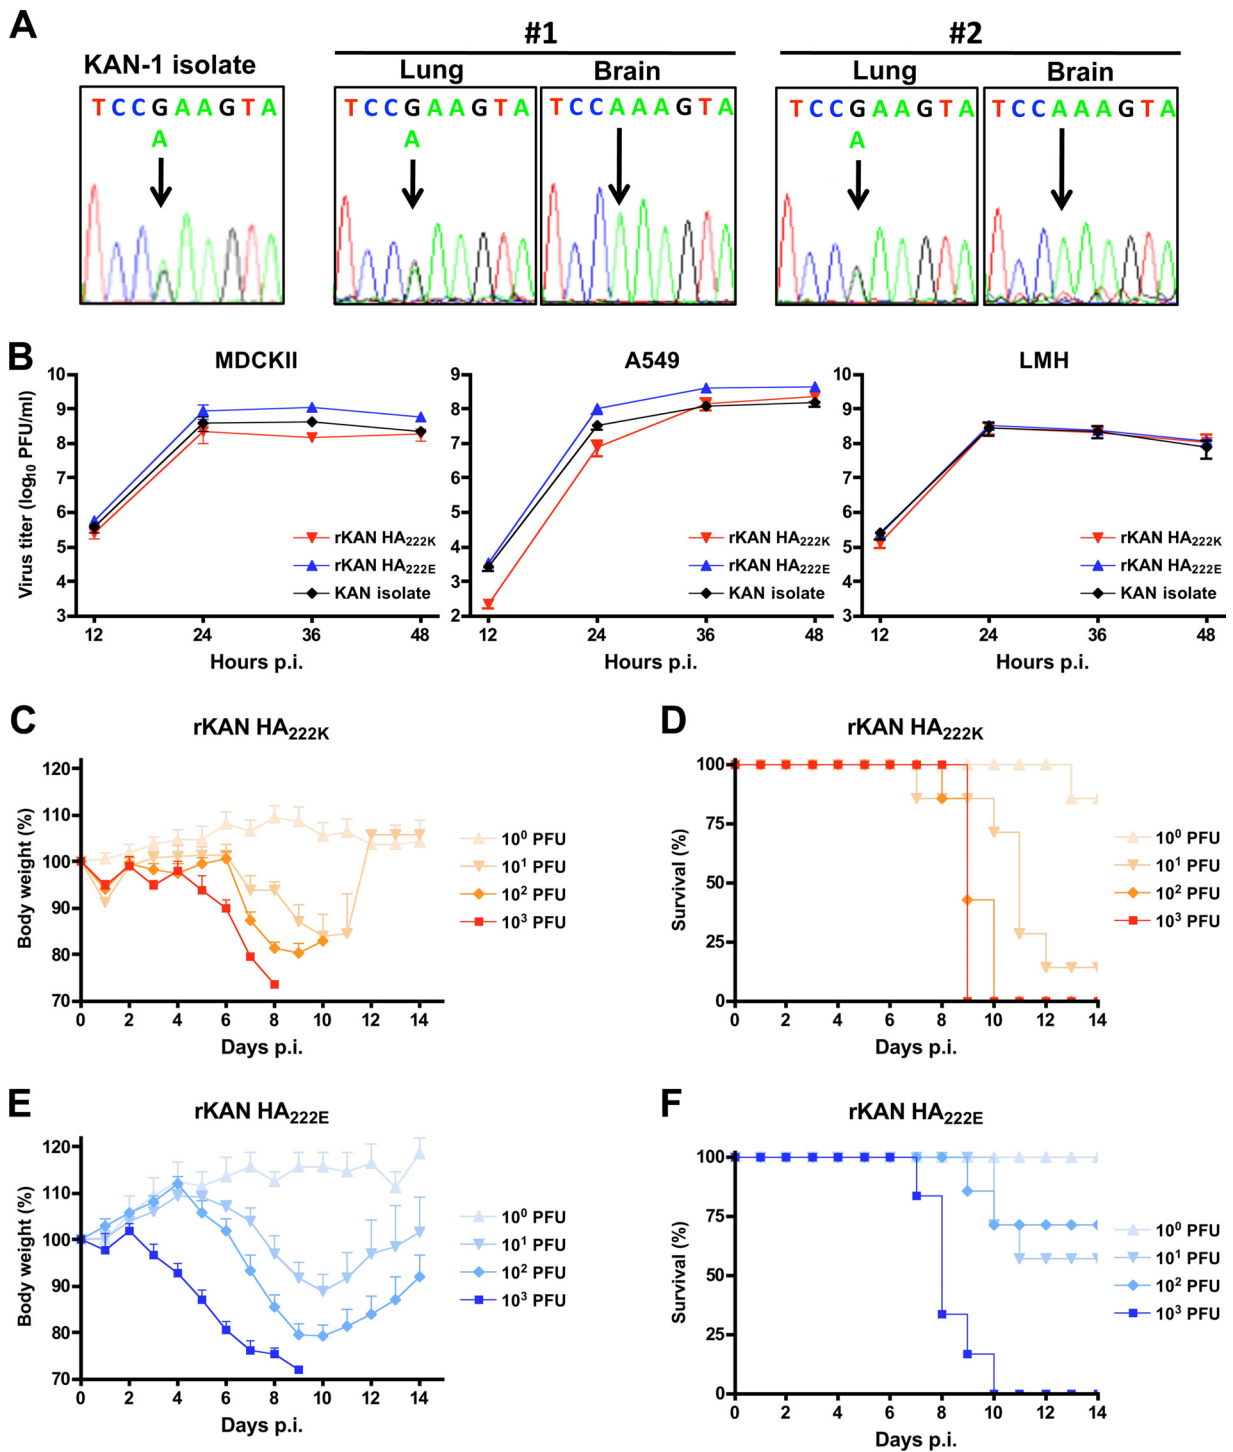 A
#1
#2
KAN-1 isolate
Lung
Brain
Lung
Brain
TCCGAAGTA
A
TCCGAAGTA
A
TCCAAAGTA
TCCGAAGTA
A
TCCAAAGTA
B
MDCKII
A549
LMH
Virus titer (log10 PFU/ml)
10
9
8
7
6
5
4
3
12 24 36 48
Hours p.i.
rKAN HA222K
rKAN HA222E
KAN isolate
9
8
7
6
5
4
3
2
12 24 36 48
Hours p.i.
rKAN HA222K
rKAN HA222E
KAN isolate
10
9
8
7
6
5
4
3
12 24 36 48
Hours p.i.
rKAN HA222K
rKAN HA222E
KAN isolate
C
rKAN HA222K
Body weight (%)
120
110
100
90
80
70
0 2 4 6 8 10 12 14
Days p.i.
10⁰ PFU
10¹ PFU
10² PFU
10³ PFU
D
rKAN HA222K
Survival (%)
100
75
50
25
0
0 2 4 6 8 10 12 14
Days p.i.
10⁰ PFU
10¹ PFU
10² PFU
10³ PFU
E
rKAN HA222E
Body weight (%)
120
110
100
90
80
70
0 2 4 6 8 10 12 14
Days p.i.
10⁰ PFU
10¹ PFU
10² PFU
10³ PFU
F
rKAN HA222E
Survival (%)
100
75
50
25
0
0 2 4 6 8 10 12 14
Days p.i.
10⁰ PFU
10¹ PFU
10² PFU
10³ PFU